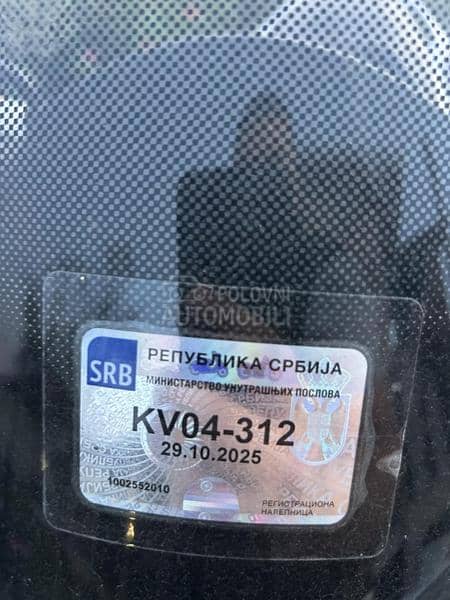 POLOVNI
AUTOMOBILI
SRB
РЕПУБЛИКА СРБИЈА
МИНИСТАРСТВО УНУТРАШЊИХ ПОСЛОВА
KV04-312
29.10.2025
1002552010
РЕГИСТРАЦИОНА
НАЛЕПНИЦА